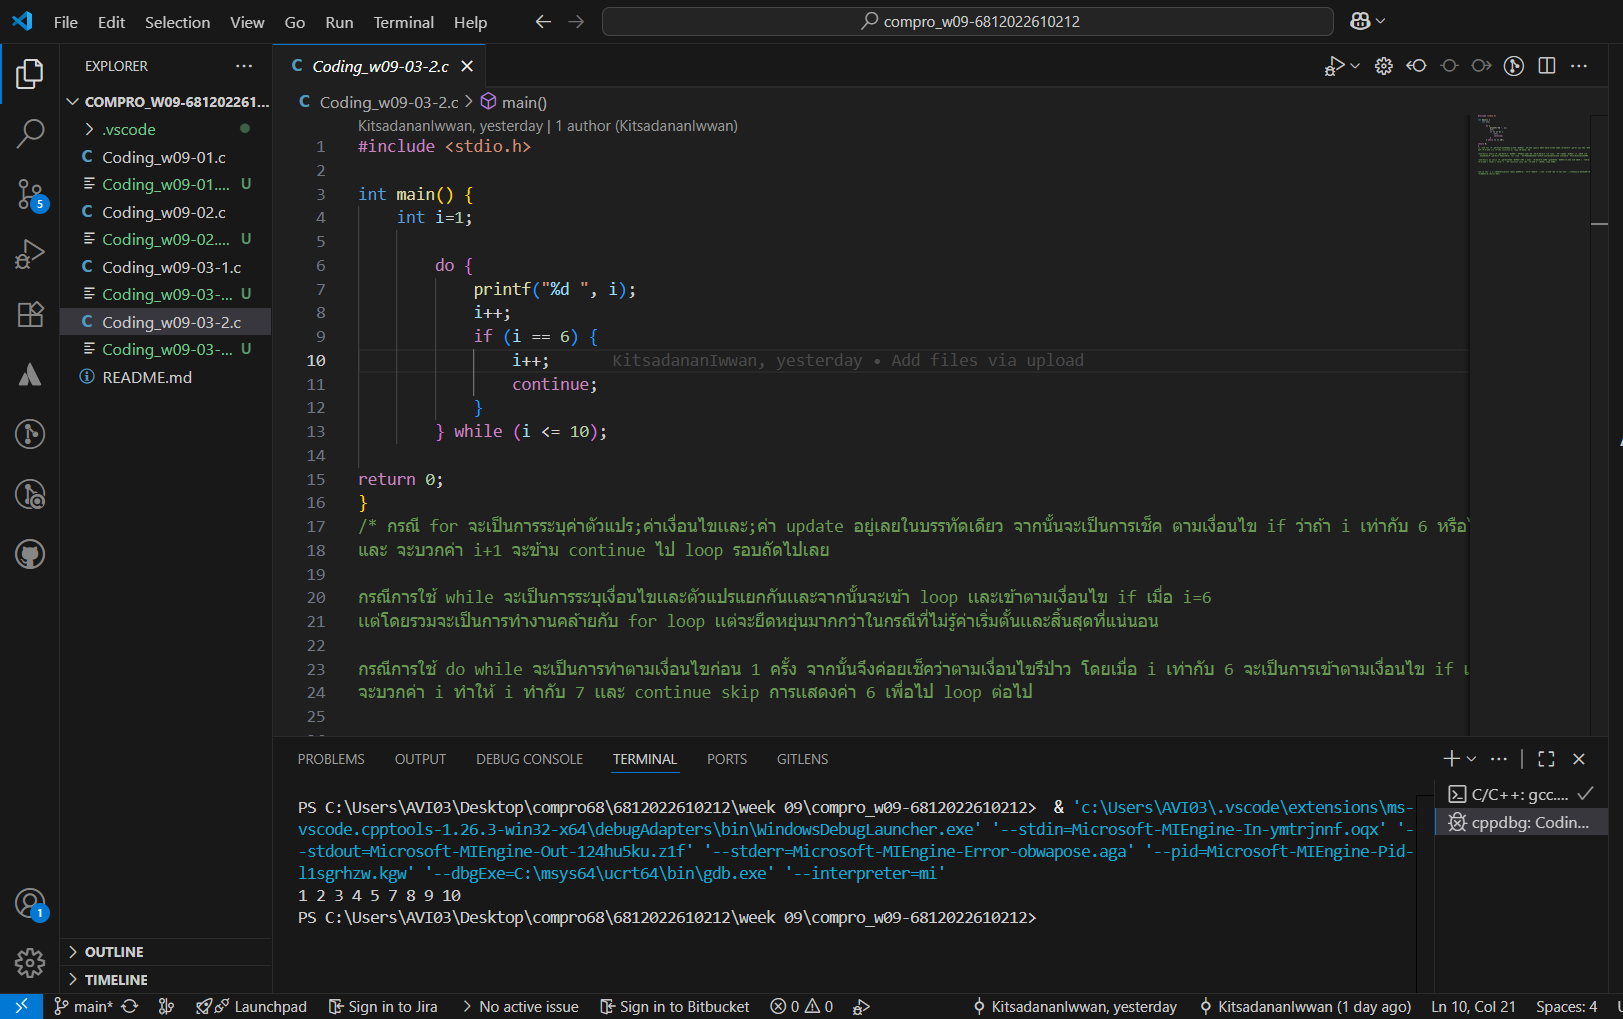 File Edit Selection View Go Run Terminal Help
compro_w09-6812022610212
EXPLORER
Coding_w09-03-2.c
COMPRO_W09-681202261...
.vscode
Coding_w09-01.c
Coding_w09-01.... U
Coding_w09-02.c
Coding_w09-02.... U
Coding_w09-03-1.c
Coding_w09-03-... U
Coding_w09-03-2.c
Coding_w09-03-... U
README.md
5
1
OUTLINE
TIMELINE
Coding_w09-03-2.c > main()
KitsadananIwwan, yesterday | 1 author (KitsadananIwwan)
1 #include <stdio.h>
2
3 int main() {
4 int i=1;
5
6 do {
7 printf("%d ", i);
8 i++;
9 if (i == 6) {
10 i++; KitsadananIwwan, yesterday • Add files via upload
11 continue;
12 }
13 } while (i <= 10);
14
15 return 0;
16 }
17 /* กรณี for จะเป็นการระบุค่าตัวแปร;ค่าเงื่อนไขและ;ค่า update อยู่เลยในบรรทัดเดียว จากนั้นจะเป็นการเช็ค ตามเงื่อนไข if ว่าถ้า i เท่ากับ 6 หรือ
18 และ จะบวกค่า i+1 จะข้าม continue ไป loop รอบถัดไปเลย
19
20 กรณีการใช้ while จะเป็นการระบุเงื่อนไขและตัวแปรแยกกันและจากนั้นจะเข้า loop และเข้าตามเงื่อนไข if เมื่อ i=6
21 แต่โดยรวมจะเป็นการทำงานคล้ายกับ for loop แต่จะยืดหยุ่นมากกว่าในกรณีที่ไม่รู้ค่าเริ่มต้นและสิ้นสุดที่แน่นอน
22
23 กรณีการใช้ do while จะเป็นการทำตามเงื่อนไขก่อน 1 ครั้ง จากนั้นจึงค่อยเช็คว่าตามเงื่อนไขรึป่าว โดยเมื่อ i เท่ากับ 6 จะเป็นการเข้าตามเงื่อนไข if
24 จะบวกค่า i ทำให้ i ทำกับ 7 และ continue skip การแสดงค่า 6 เพื่อไป loop ต่อไป
25
PROBLEMS OUTPUT DEBUG CONSOLE TERMINAL PORTS GITLENS
PS C:\Users\AVI03\Desktop\compro68\6812022610212\week 09\compro_w09-6812022610212> & 'c:\Users\AVI03\.vscode\extensions\ms-
vscode.cpptools-1.26.3-win32-x64\debugAdapters\bin\WindowsDebugLauncher.exe' '--stdin=Microsoft-MIEngine-In-ymtrjnnf.oqx' '-
-stdout=Microsoft-MIEngine-Out-124hu5ku.z1f' '--stderr=Microsoft-MIEngine-Error-obwapose.aga' '--pid=Microsoft-MIEngine-Pid-
l1sgrhzw.kgw' '--dbgExe=C:\msys64\ucrt64\bin\gdb.exe' '--interpreter=mi'
1 2 3 4 5 7 8 9 10
PS C:\Users\AVI03\Desktop\compro68\6812022610212\week 09\compro_w09-6812022610212>
C/C++: gcc....
cppdbg: Codin...
main* Launchpad Sign in to Jira No active issue Sign in to Bitbucket 0 0 KitsadananIwwan, yesterday KitsadananIwwan (1 day ago) Ln 10, Col 21 Spaces: 4